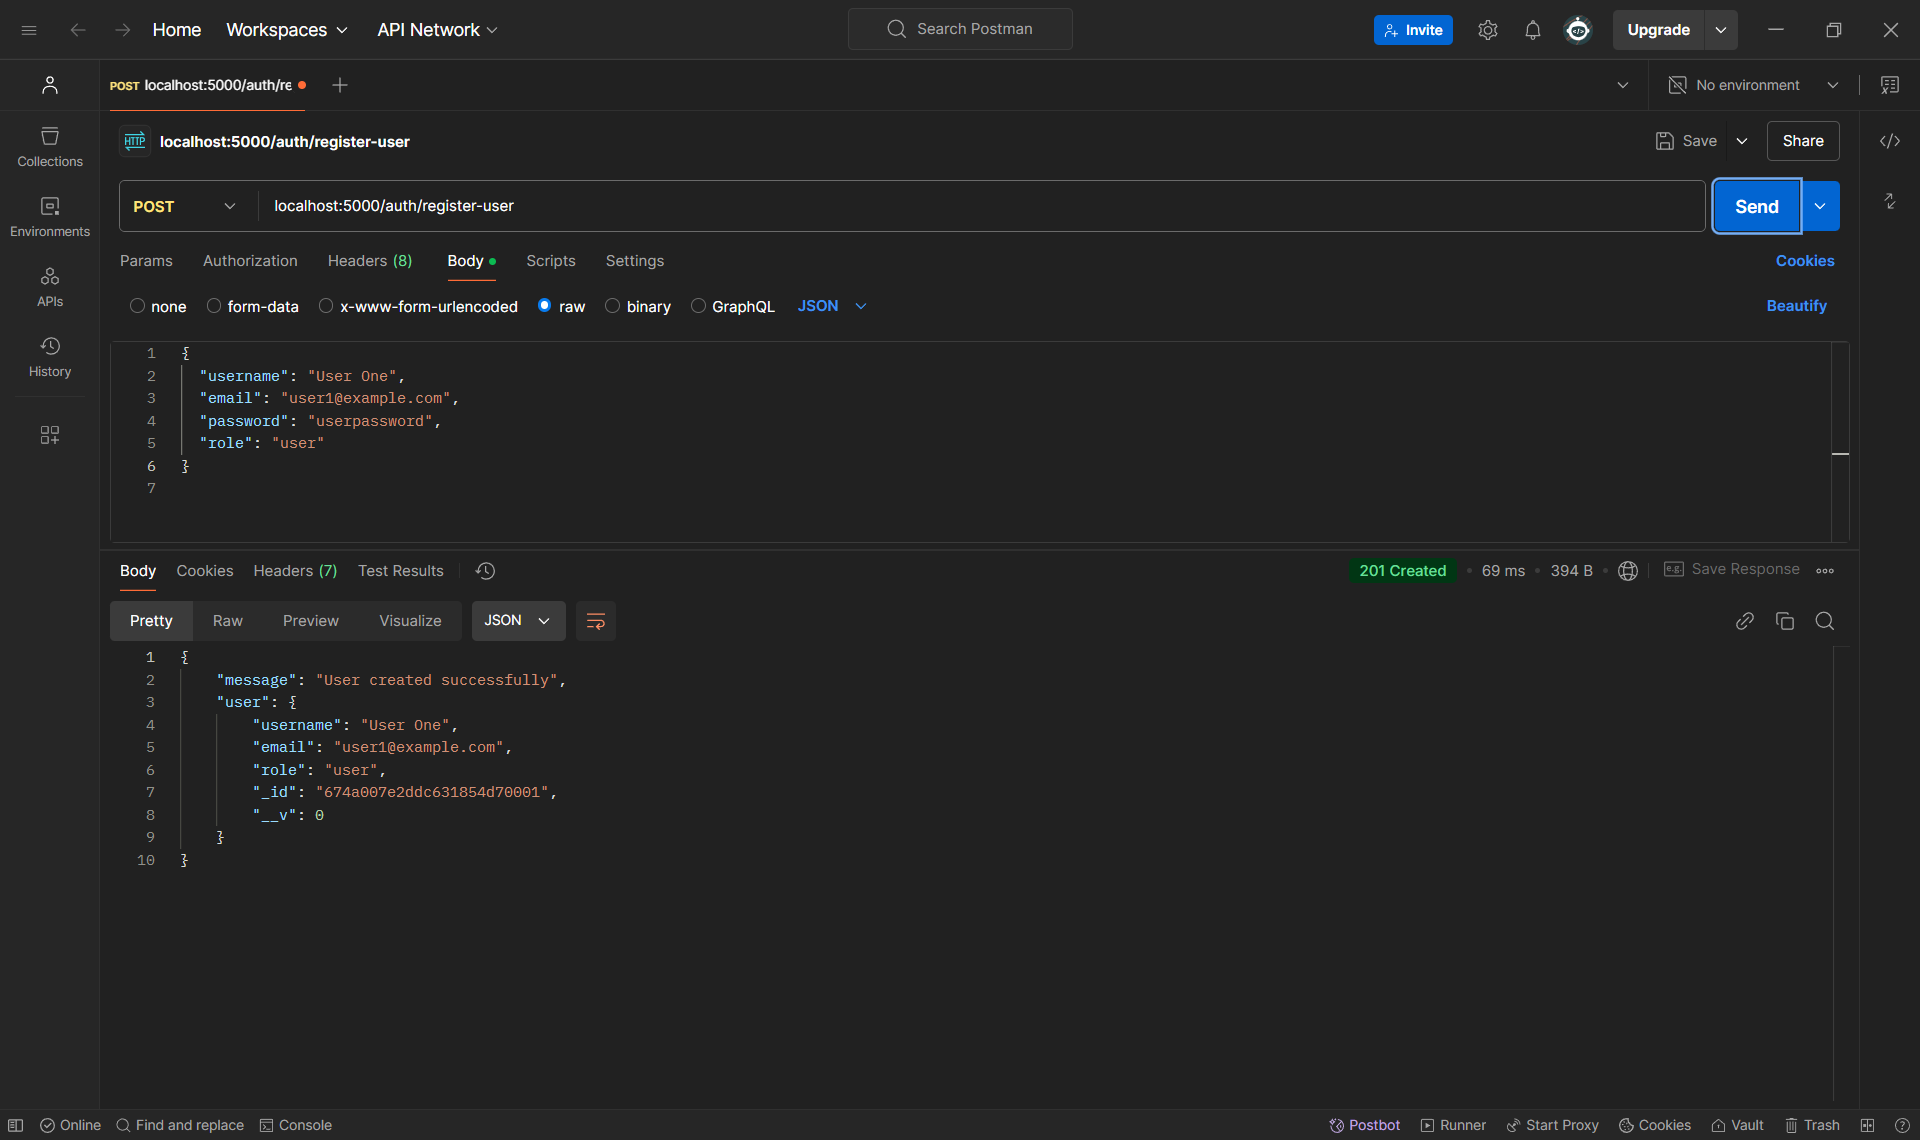 Home Workspaces API Network Search Postman Invite Upgrade
POST localhost:5000/auth/re No environment
HTTP localhost:5000/auth/register-user Save Share
Collections
Environments
APIs
History
POST localhost:5000/auth/register-user Send
Params Authorization Headers (8) Body Scripts Settings Cookies
none form-data x-www-form-urlencoded raw binary GraphQL JSON Beautify
1 {
2 "username": "User One",
3 "email": "user1@example.com",
4 "password": "userpassword",
5 "role": "user"
6 }
7
Body Cookies Headers (7) Test Results 201 Created • 69 ms • 394 B • e.g. Save Response
Pretty Raw Preview Visualize JSON
1 {
2 "message": "User created successfully",
3 "user": {
4 "username": "User One",
5 "email": "user1@example.com",
6 "role": "user",
7 "_id": "674a007e2ddc631854d70001",
8 "__v": 0
9 }
10 }
Online Find and replace Console Postbot Runner Start Proxy Cookies Vault Trash